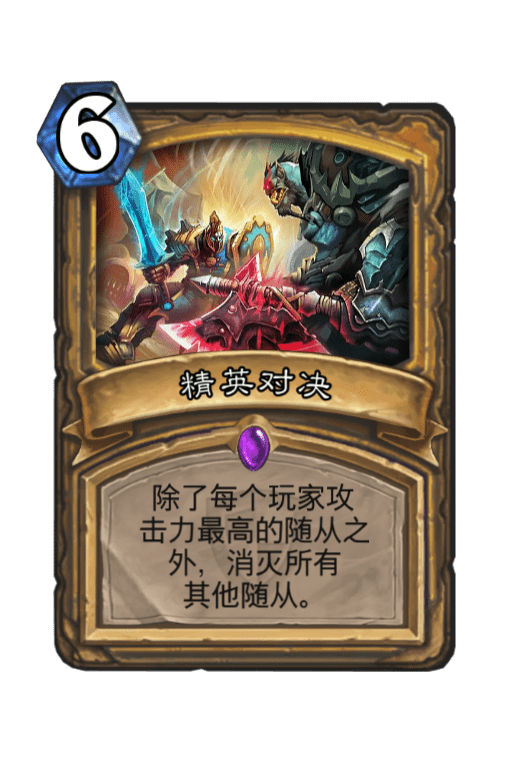 6
精英对决
除了每个玩家攻
击力最高的随从之
外，消灭所有
其他随从。